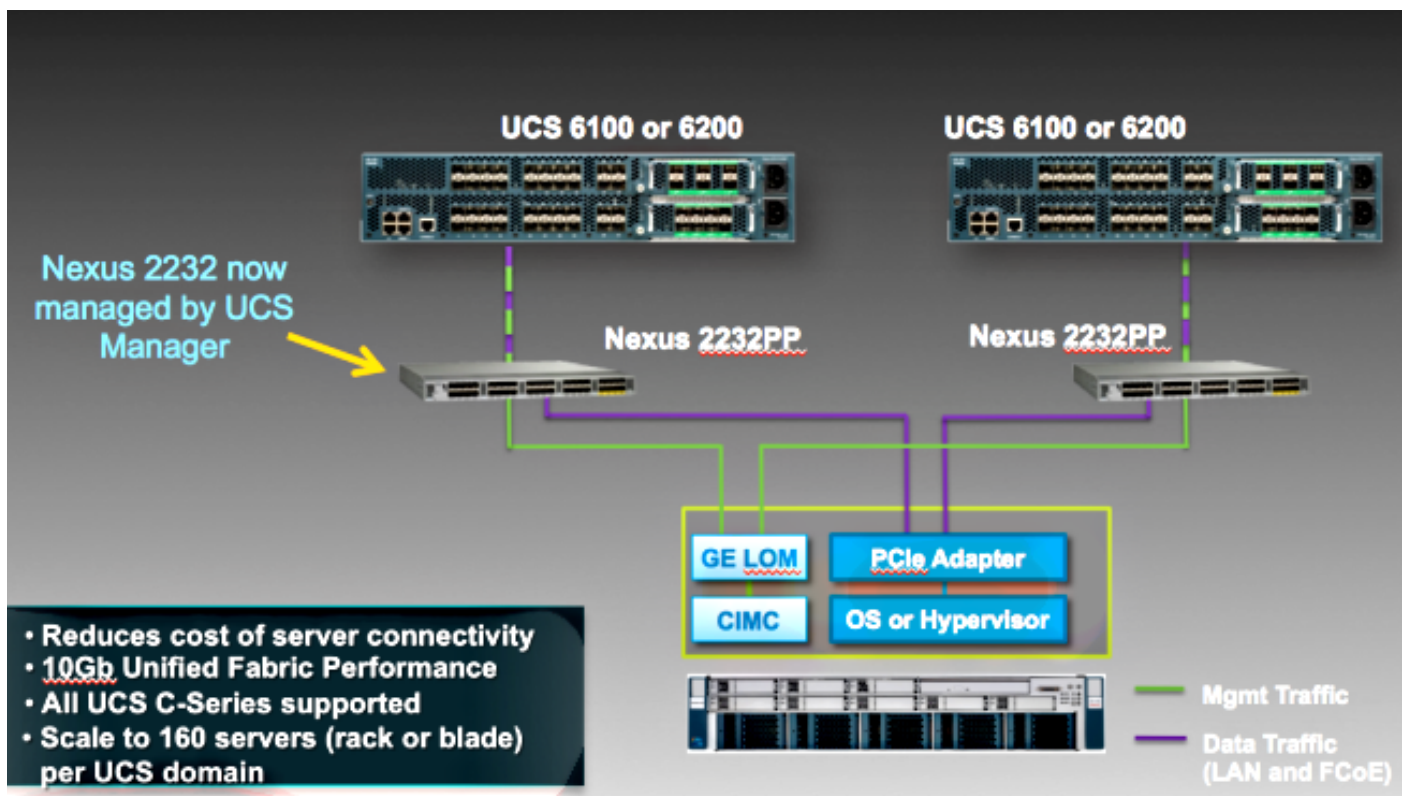 UCS 6100 or 6200
UCS 6100 or 6200
Nexus 2232 now
managed by UCS
Manager
Nexus 2232PP
Nexus 2232PP
GE LOM
PCIe Adapter
CIMC
OS or Hypervisor
• Reduces cost of server connectivity
• 10Gb Unified Fabric Performance
• All UCS C-Series supported
• Scale to 160 servers (rack or blade)
per UCS domain
Mgmt Traffic
Data Traffic
(LAN and FCoE)